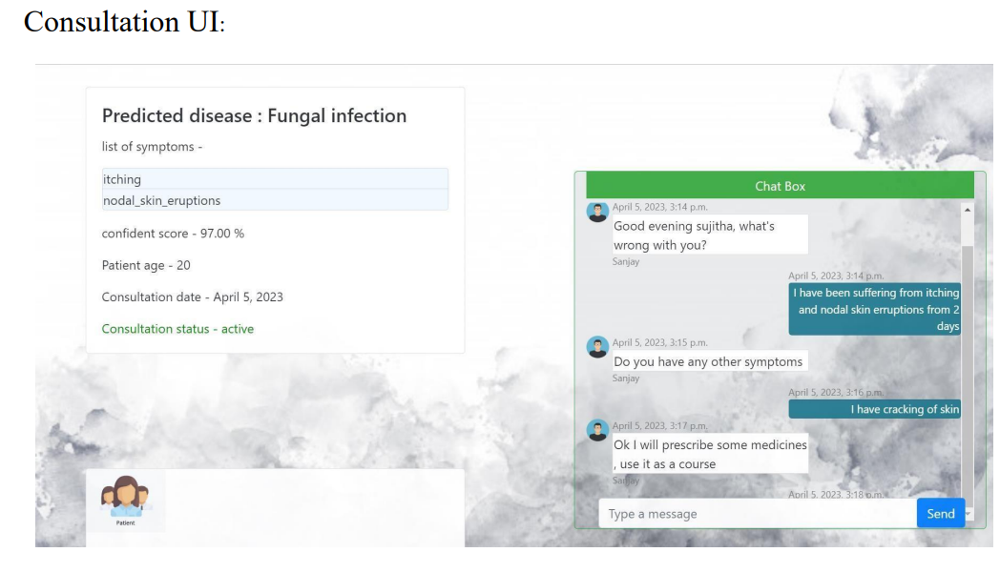 Consultation UI:
Predicted disease : Fungal infection
list of symptoms -
itching
nodal_skin_eruptions
confident score - 97.00 %
Patient age - 20
Consultation date - April 5, 2023
Consultation status - active
Patient
Chat Box
April 5, 2023, 3:14 p.m.
Good evening sujitha, what's
wrong with you?
Sanjay
April 5, 2023, 3:14 p.m.
I have been suffering from itching
and nodal skin erruptions from 2
days
April 5, 2023, 3:15 p.m.
Do you have any other symptoms
Sanjay
April 5, 2023, 3:16 p.m.
I have cracking of skin
April 5, 2023, 3:17 p.m.
Ok I will prescribe some medicines
, use it as a course
Sanjay
April 5, 2023, 3:18 p.m.
Type a message
Send